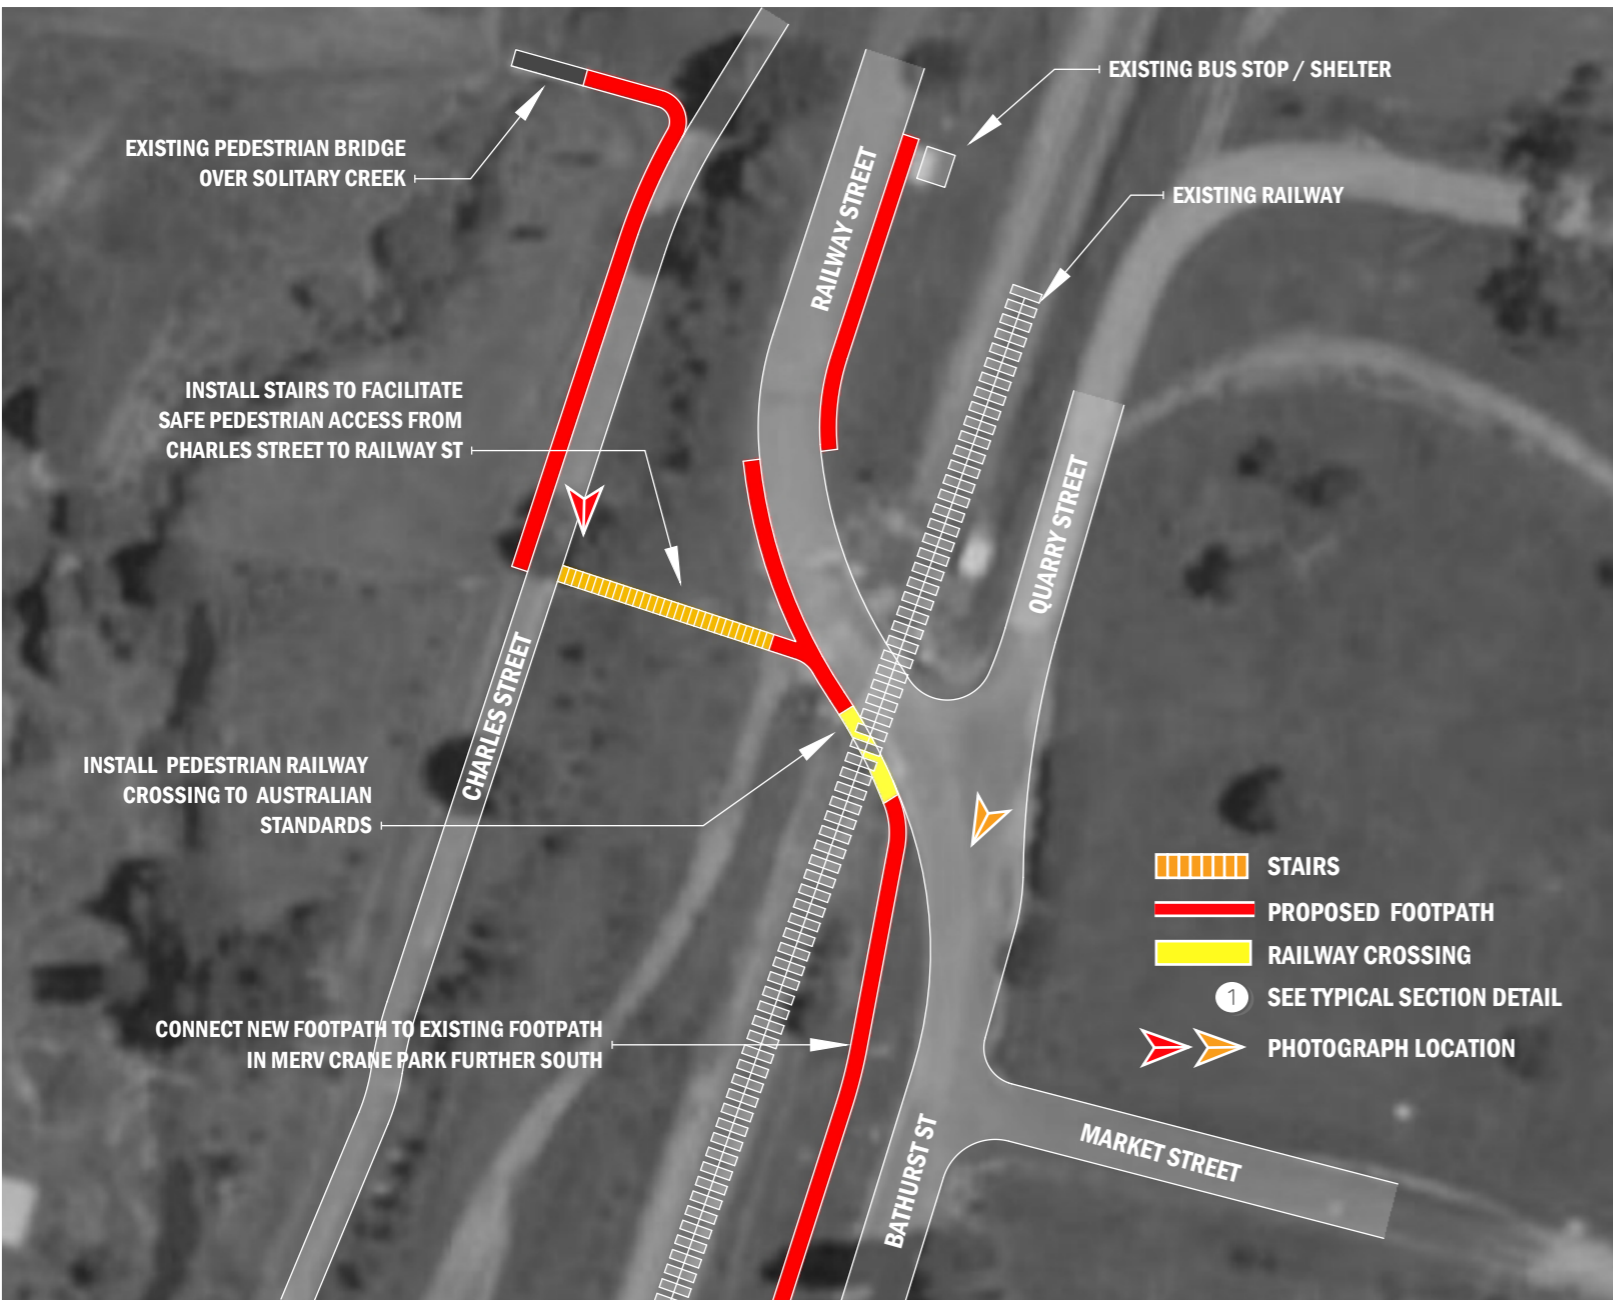 EXISTING BUS STOP / SHELTER
EXISTING PEDESTRIAN BRIDGE
OVER SOLITARY CREEK
EXISTING RAILWAY
RAILWAY STREET
INSTALL STAIRS TO FACILITATE
SAFE PEDESTRIAN ACCESS FROM
CHARLES STREET TO RAILWAY ST
QUARRY STREET
CHARLES STREET
INSTALL PEDESTRIAN RAILWAY
CROSSING TO AUSTRALIAN
STANDARDS
STAIRS
PROPOSED FOOTPATH
RAILWAY CROSSING
1 SEE TYPICAL SECTION DETAIL
PHOTOGRAPH LOCATION
CONNECT NEW FOOTPATH TO EXISTING FOOTPATH
IN MERV CRANE PARK FURTHER SOUTH
BATHURST ST
MARKET STREET